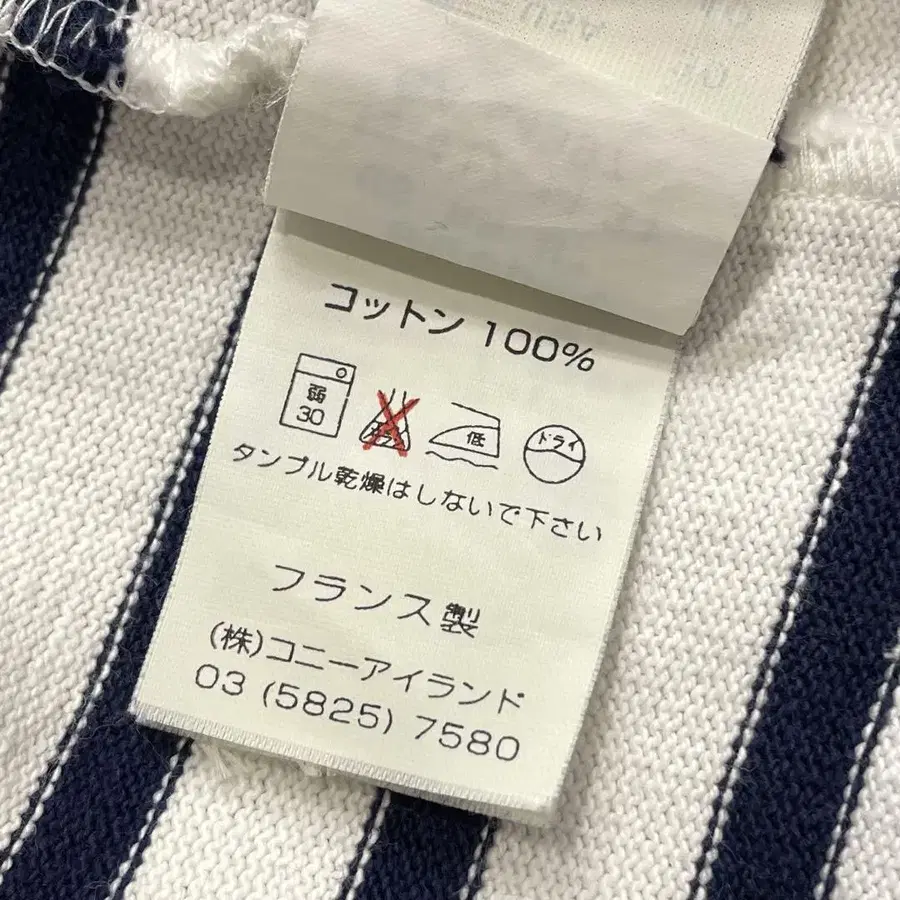 コットン 100%
弱
30
低
ドライ
タンブル乾燥はしないで下さい
フランス製
(株)コニーアイランド
03 (5825) 7580